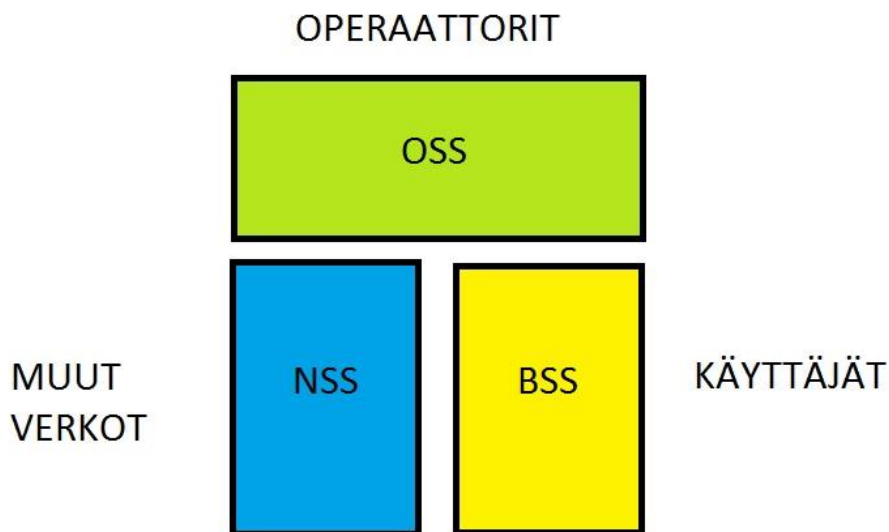 OPERAATTORIT
OSS
MUUT
VERKOT
NSS
BSS
KÄYTTÄJÄT